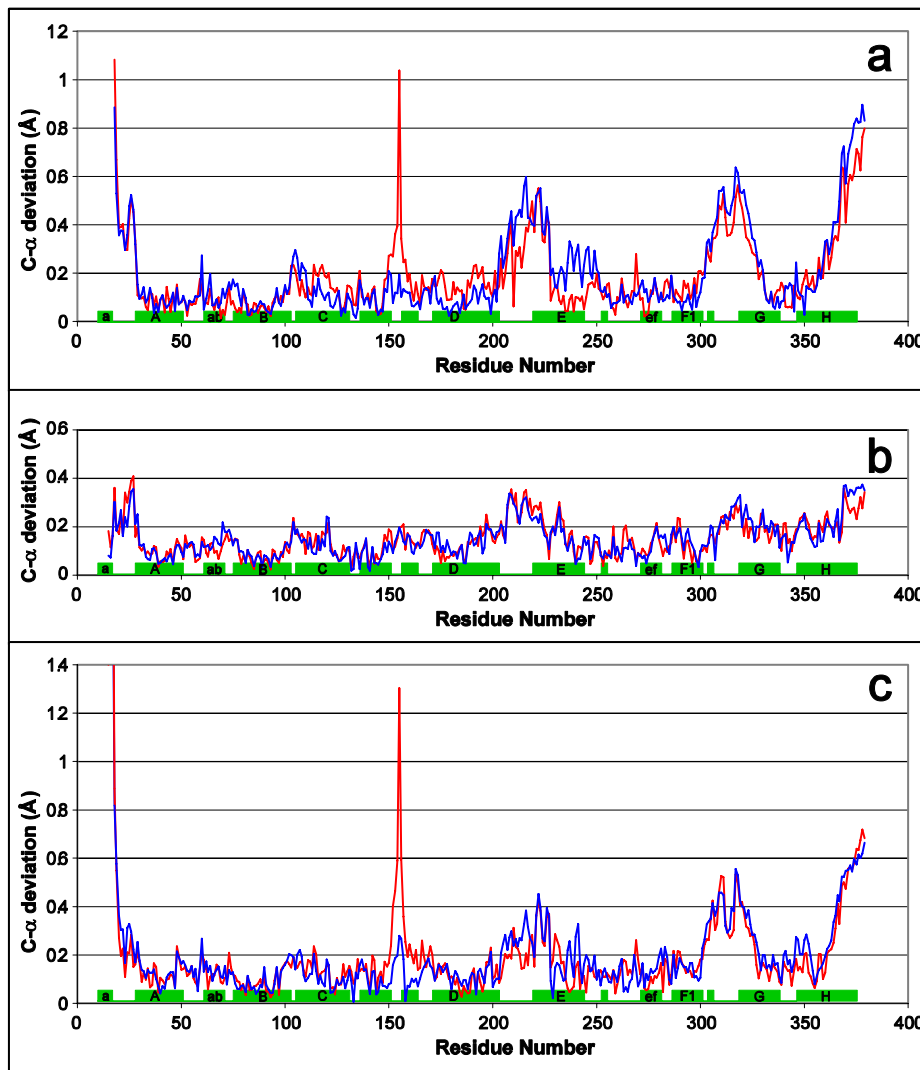 a
1 2
1
0.8
0.6
0.4
0 2
0
C-α deviation (Å)
a A ab B C D E ef F1 G H
0 50 100 150 200 250 300 350 400
Residue Number
b
0.6
0.4
0 2
0
C-α deviation (Å)
a A ab B C D E ef F1 G H
0 50 100 150 200 250 300 350 400
Residue Number
c
1 4
1 2
1
0.8
0.6
0.4
0 2
0
C-α deviation (Å)
a A ab B C D E ef F1 G H
0 50 100 150 200 250 300 350 400
Residue Number